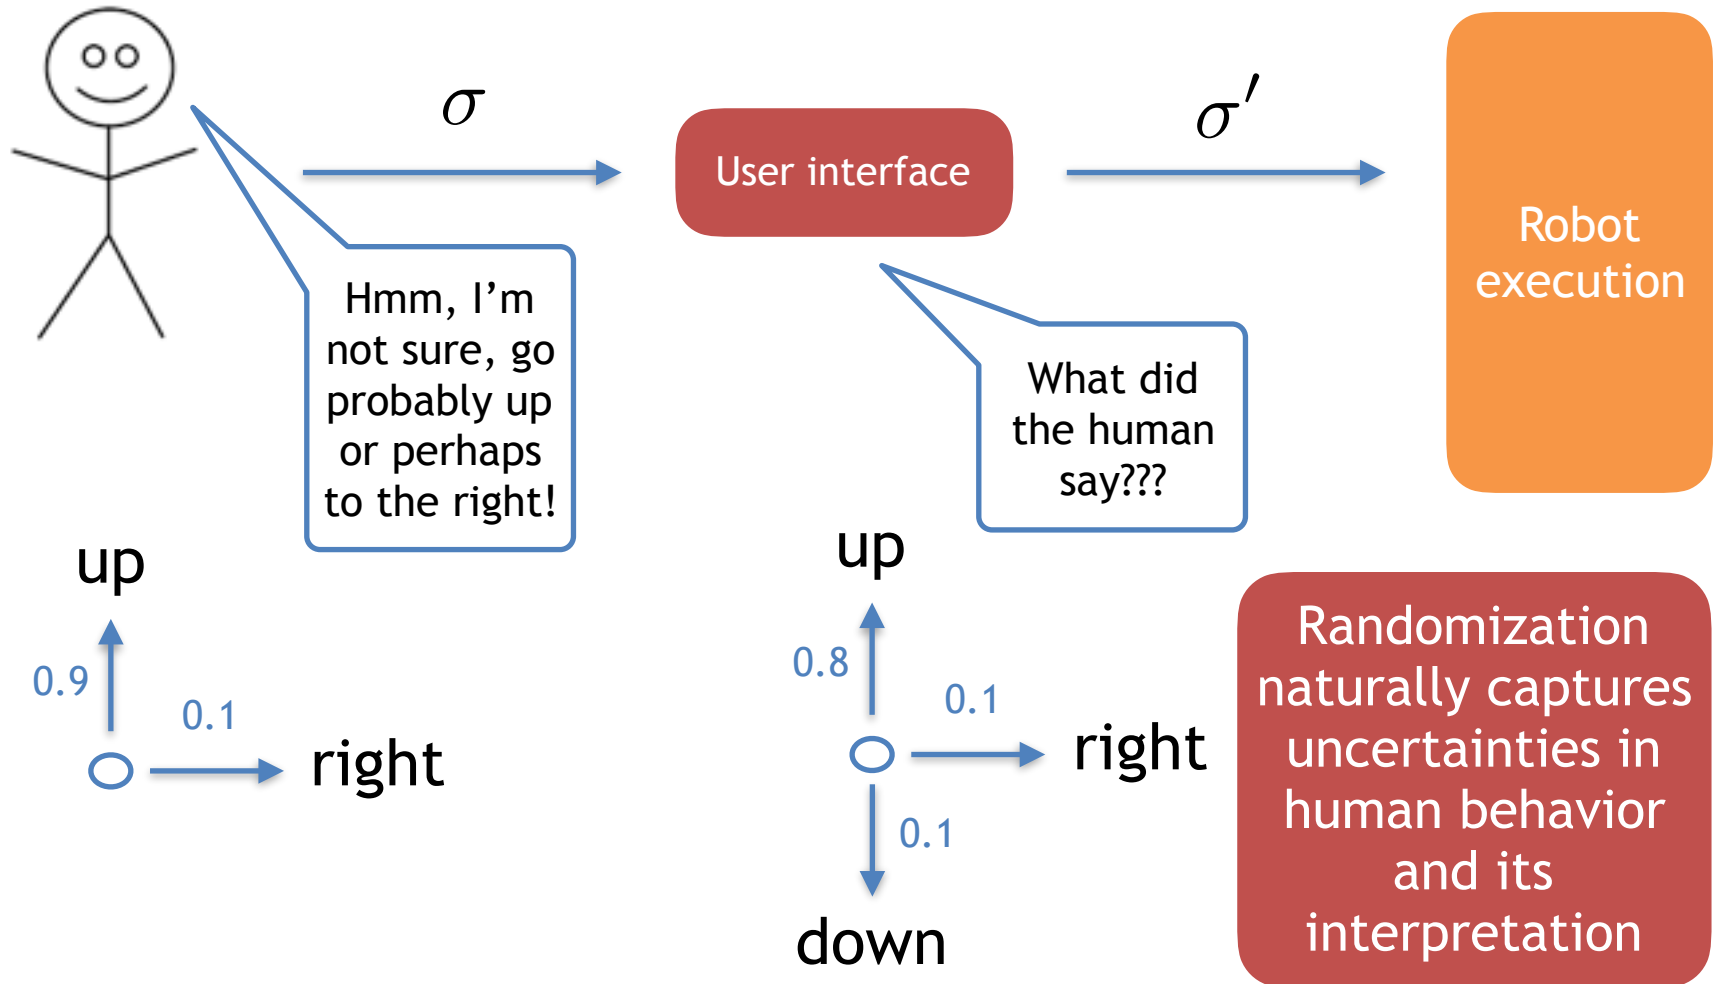 σ
σ′
User interface
Robot
execution
Hmm, I’m
not sure, go
probably up
or perhaps
to the right!
What did
the human
say???
up
0.9
0.1
right
up
0.8
0.1
right
0.1
down
Randomization
naturally captures
uncertainties in
human behavior
and its
interpretation